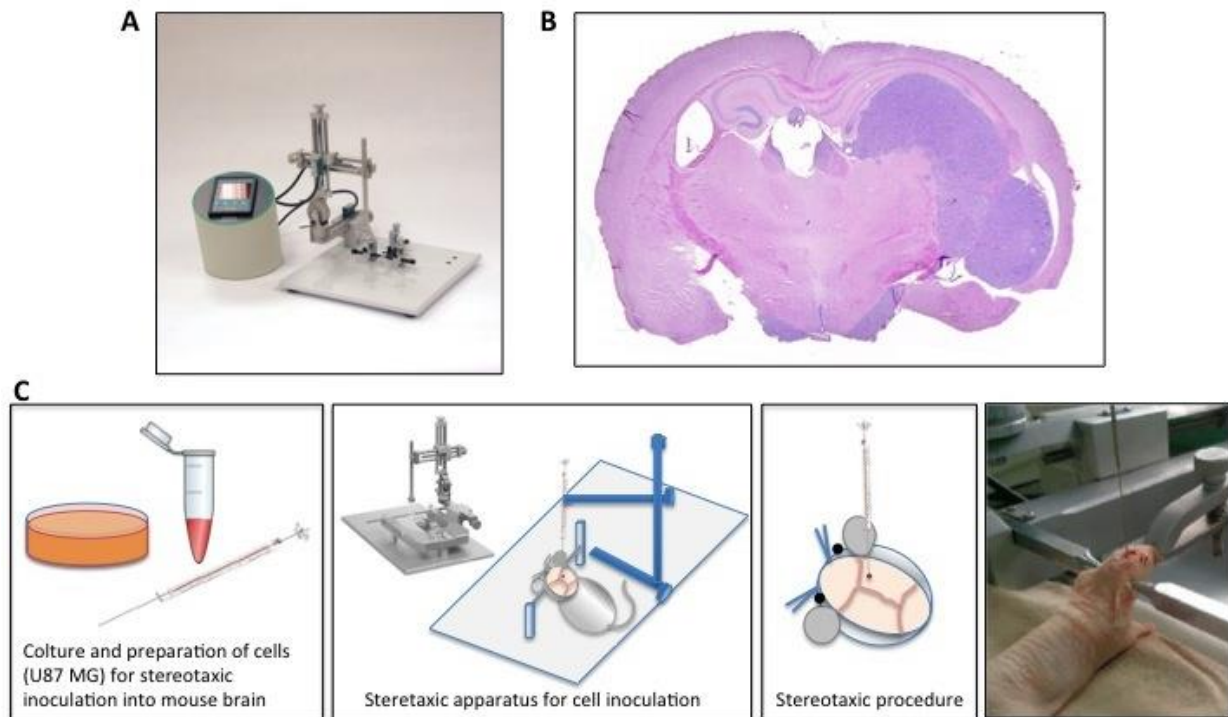 A
B
C
Colture and preparation of cells
(U87 MG) for stereotaxic
inoculation into mouse brain
Steretaxic apparatus for cell inoculation
Stereotaxic procedure